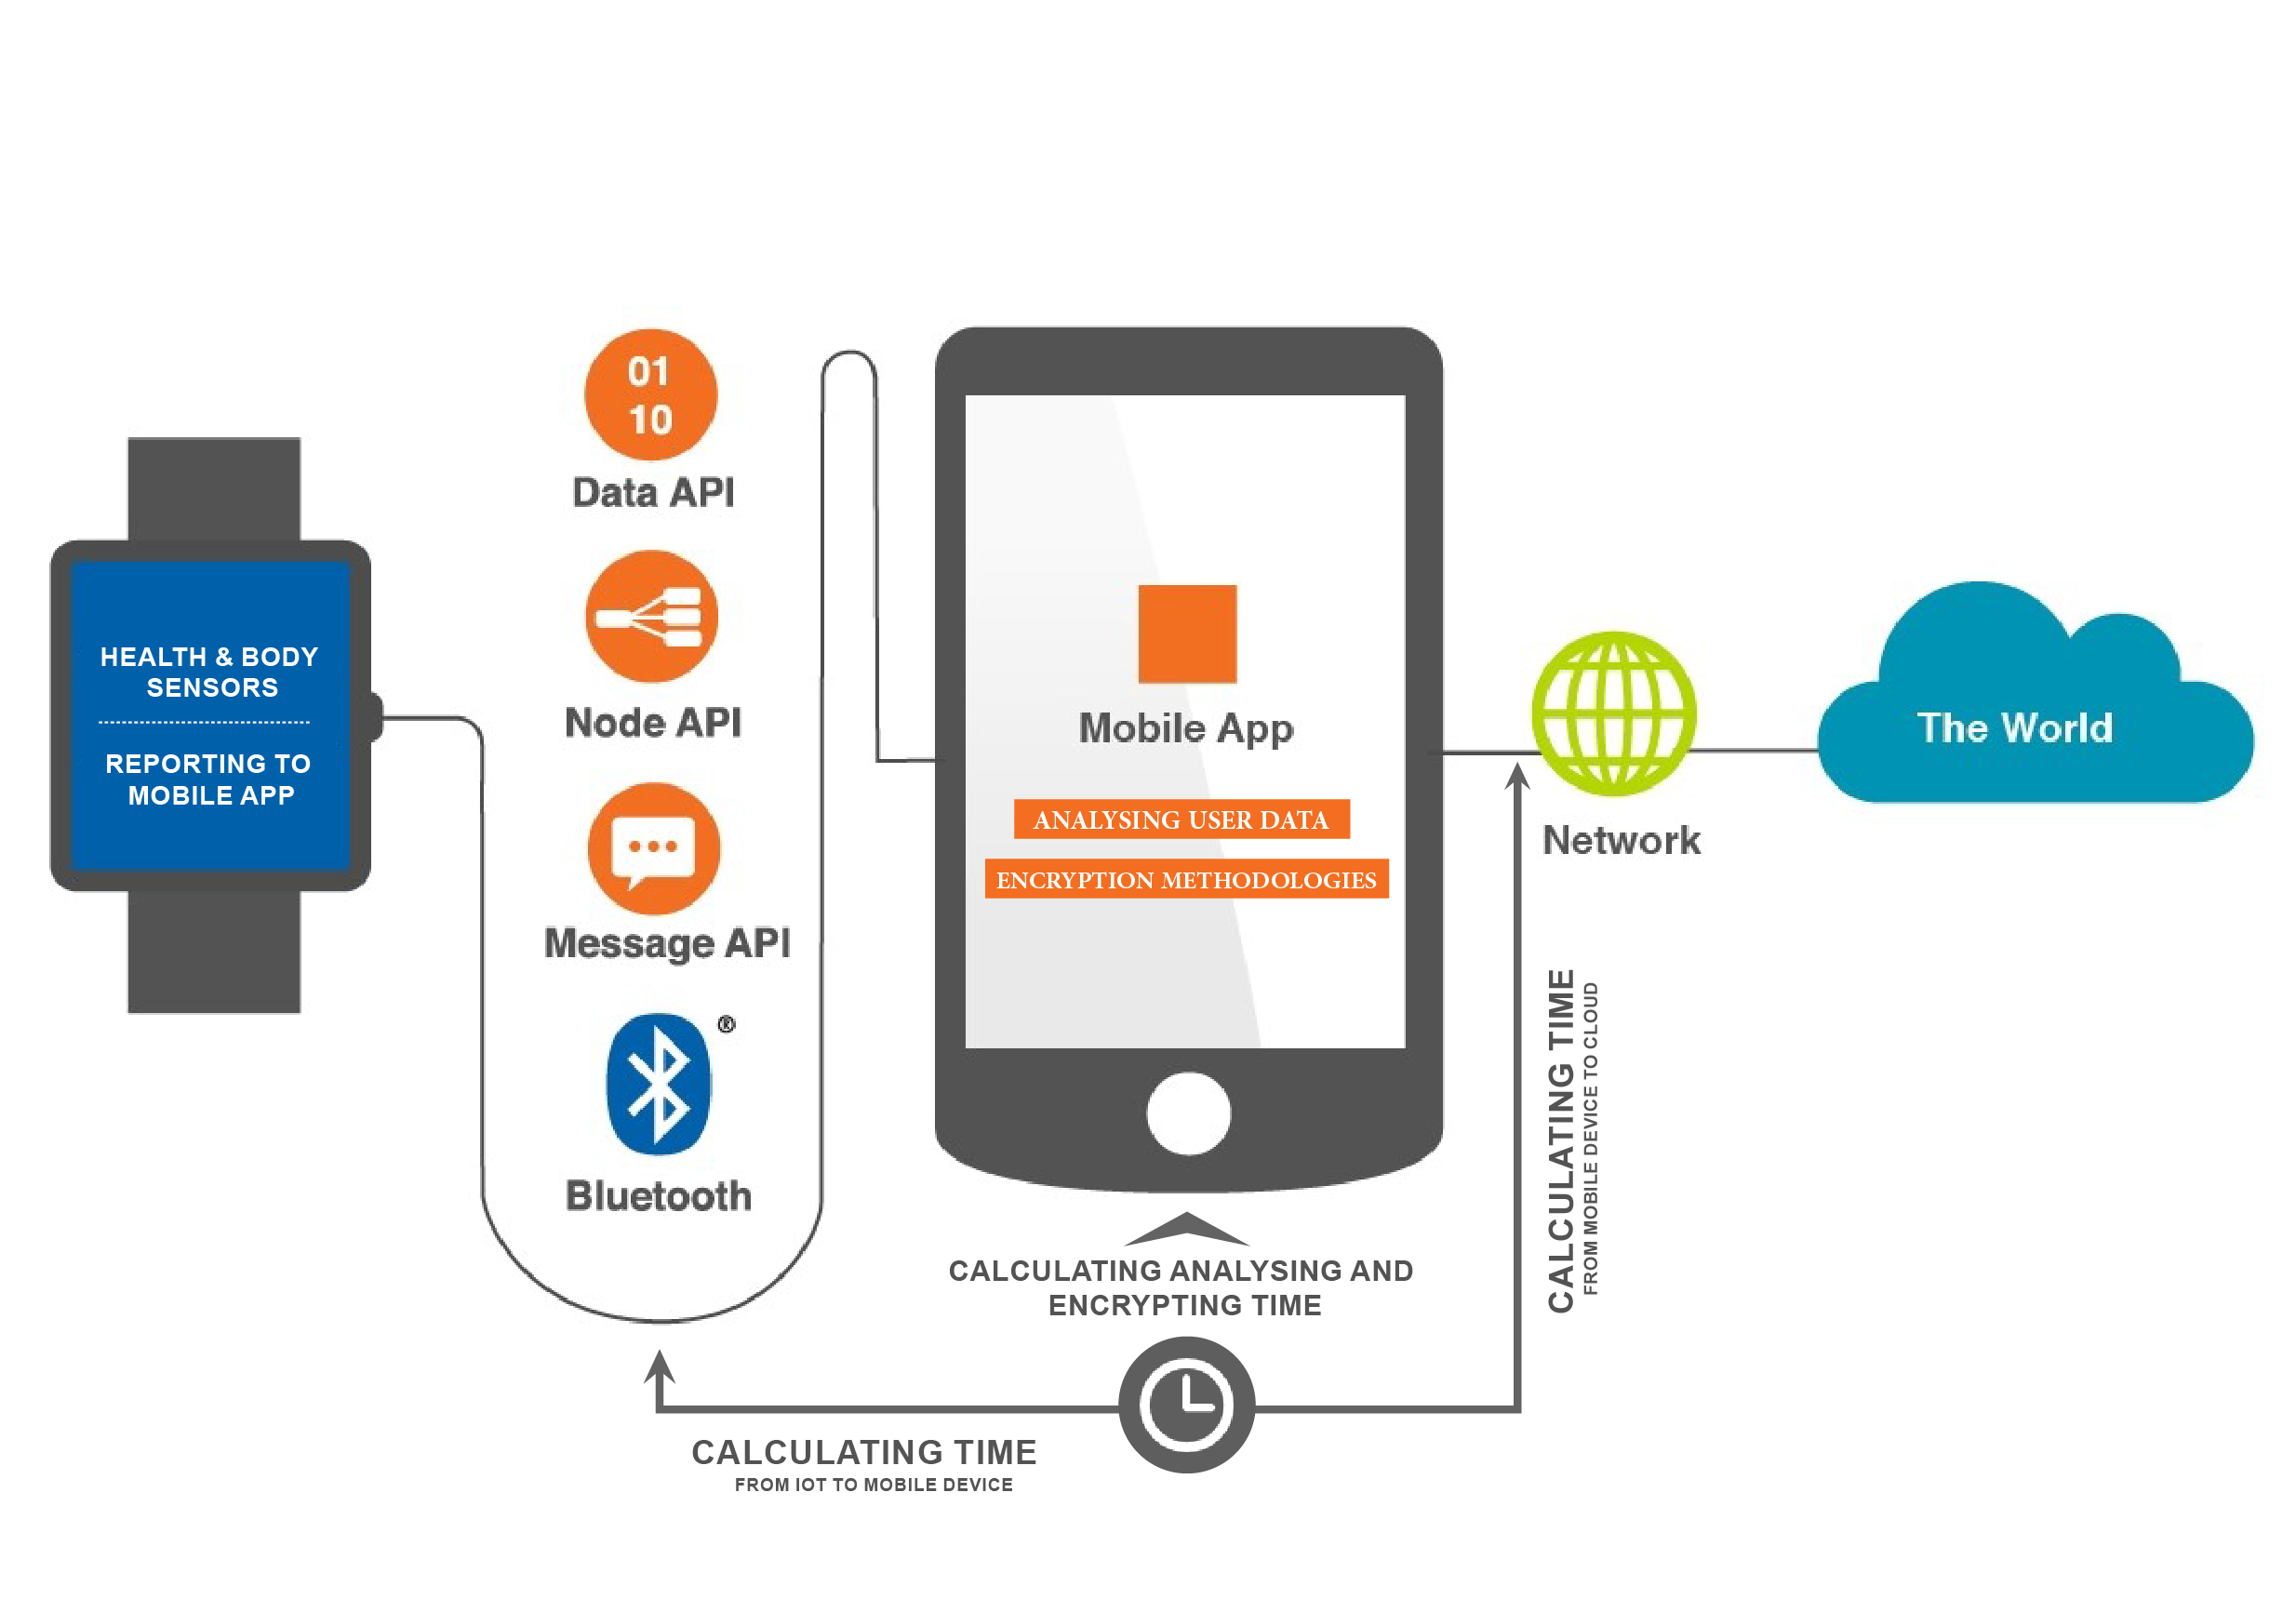 HEALTH & BODY
SENSORS
REPORTING TO
MOBILE APP
01
10
Data API
Node API
Message API
®
Bluetooth
Mobile App
ANALYSING USER DATA
ENCRYPTION METHODOLOGIES
Network
The World
CALCULATING ANALYSING AND
ENCRYPTING TIME
CALCULATING TIME
FROM IOT TO MOBILE DEVICE
CALCULATING TIME
FROM MOBILE DEVICE TO CLOUD